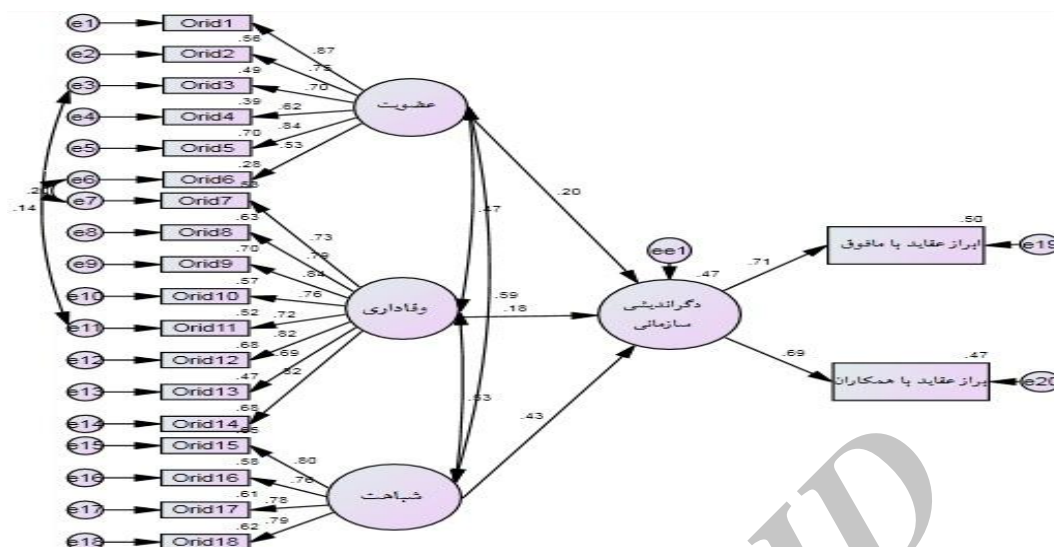 e1 Orid1
.56 .87
e2 Orid2
.75
.49
e3 Orid3
.70
.39
e4 Orid4 .62
.84
.70
e5 Orid5
.53
.28
e6 Orid6
e7 Orid7
.14
.63
e8 Orid8
.73
.70
.79
e9 Orid9
.57
e10 Orid10 .76
.52
e11 Orid11 .72
.82
.68
e12 Orid12 .69
.47
e13 Orid13
.68
e14 Orid14
e15 Orid15
.58 .80
e16 Orid16
.76
.61
e17 Orid17 .78
.62 .79
e18 Orid18
عضویت
وفاداری
شباهت
.47
.59
.20
.18
.43
ee1
.47
دگراندیشی
سازمانی
.71
.69
.50
ابراز عقاید با مافوق
e19
.47
براز عقاید با همکاران
e20